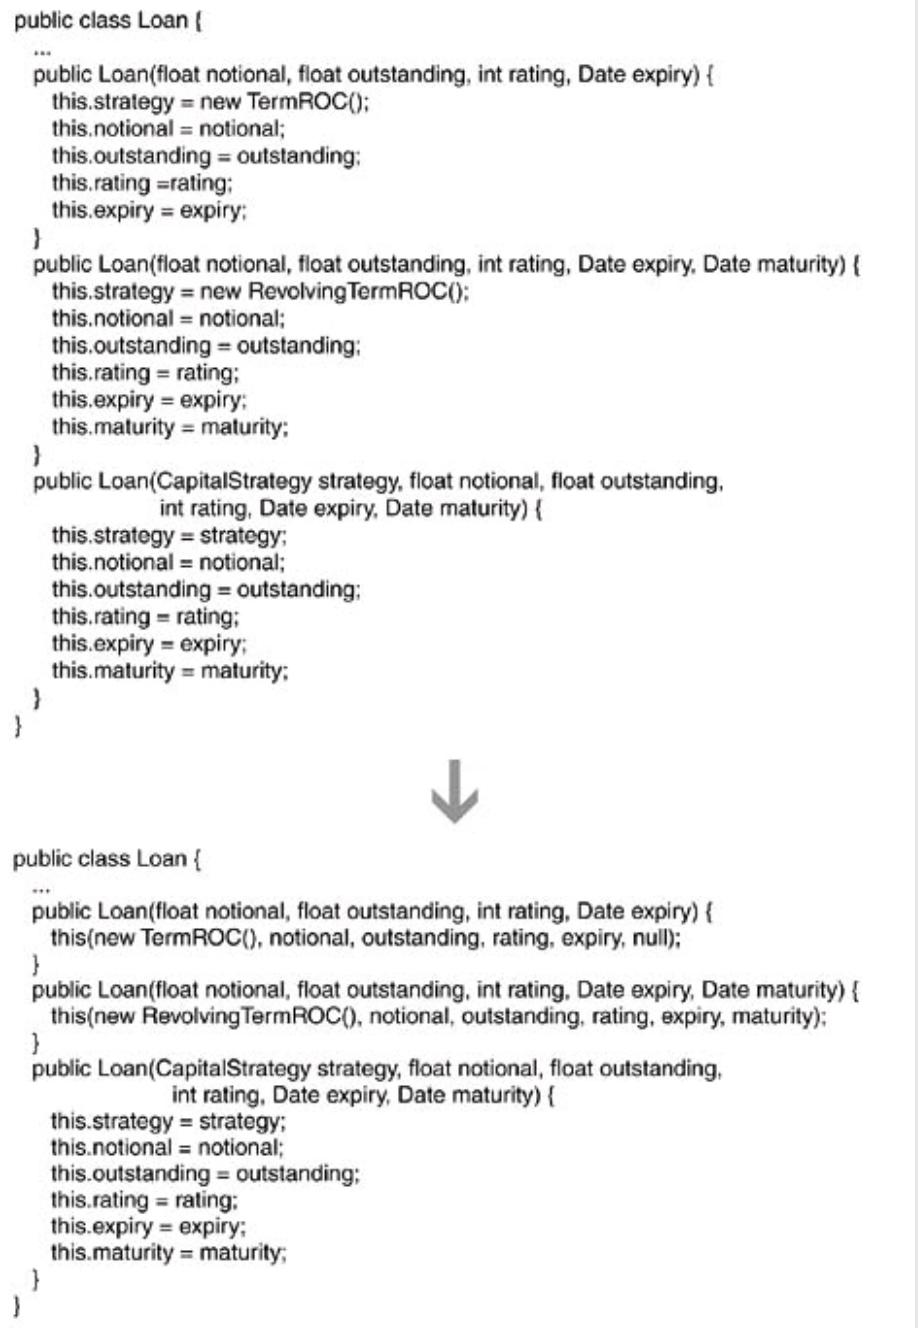 public class Loan {
...
public Loan(float notional, float outstanding, int rating, Date expiry) {
this.strategy = new TermROC();
this.notional = notional;
this.outstanding = outstanding;
this.rating =rating;
this.expiry = expiry;
}
public Loan(float notional, float outstanding, int rating, Date expiry, Date maturity) {
this.strategy = new RevolvingTermROC();
this.notional = notional;
this.outstanding = outstanding;
this.rating = rating;
this.expiry = expiry;
this.maturity = maturity;
}
public Loan(CapitalStrategy strategy, float notional, float outstanding,
int rating, Date expiry, Date maturity) {
this.strategy = strategy;
this.notional = notional;
this.outstanding = outstanding;
this.rating = rating;
this.expiry = expiry;
this.maturity = maturity;
}
}
public class Loan {
...
public Loan(float notional, float outstanding, int rating, Date expiry) {
this(new TermROC(), notional, outstanding, rating, expiry, null);
}
public Loan(float notional, float outstanding, int rating, Date expiry, Date maturity) {
this(new RevolvingTermROC(), notional, outstanding, rating, expiry, maturity);
}
public Loan(CapitalStrategy strategy, float notional, float outstanding,
int rating, Date expiry, Date maturity) {
this.strategy = strategy;
this.notional = notional;
this.outstanding = outstanding;
this.rating = rating;
this.expiry = expiry;
this.maturity = maturity;
}
}